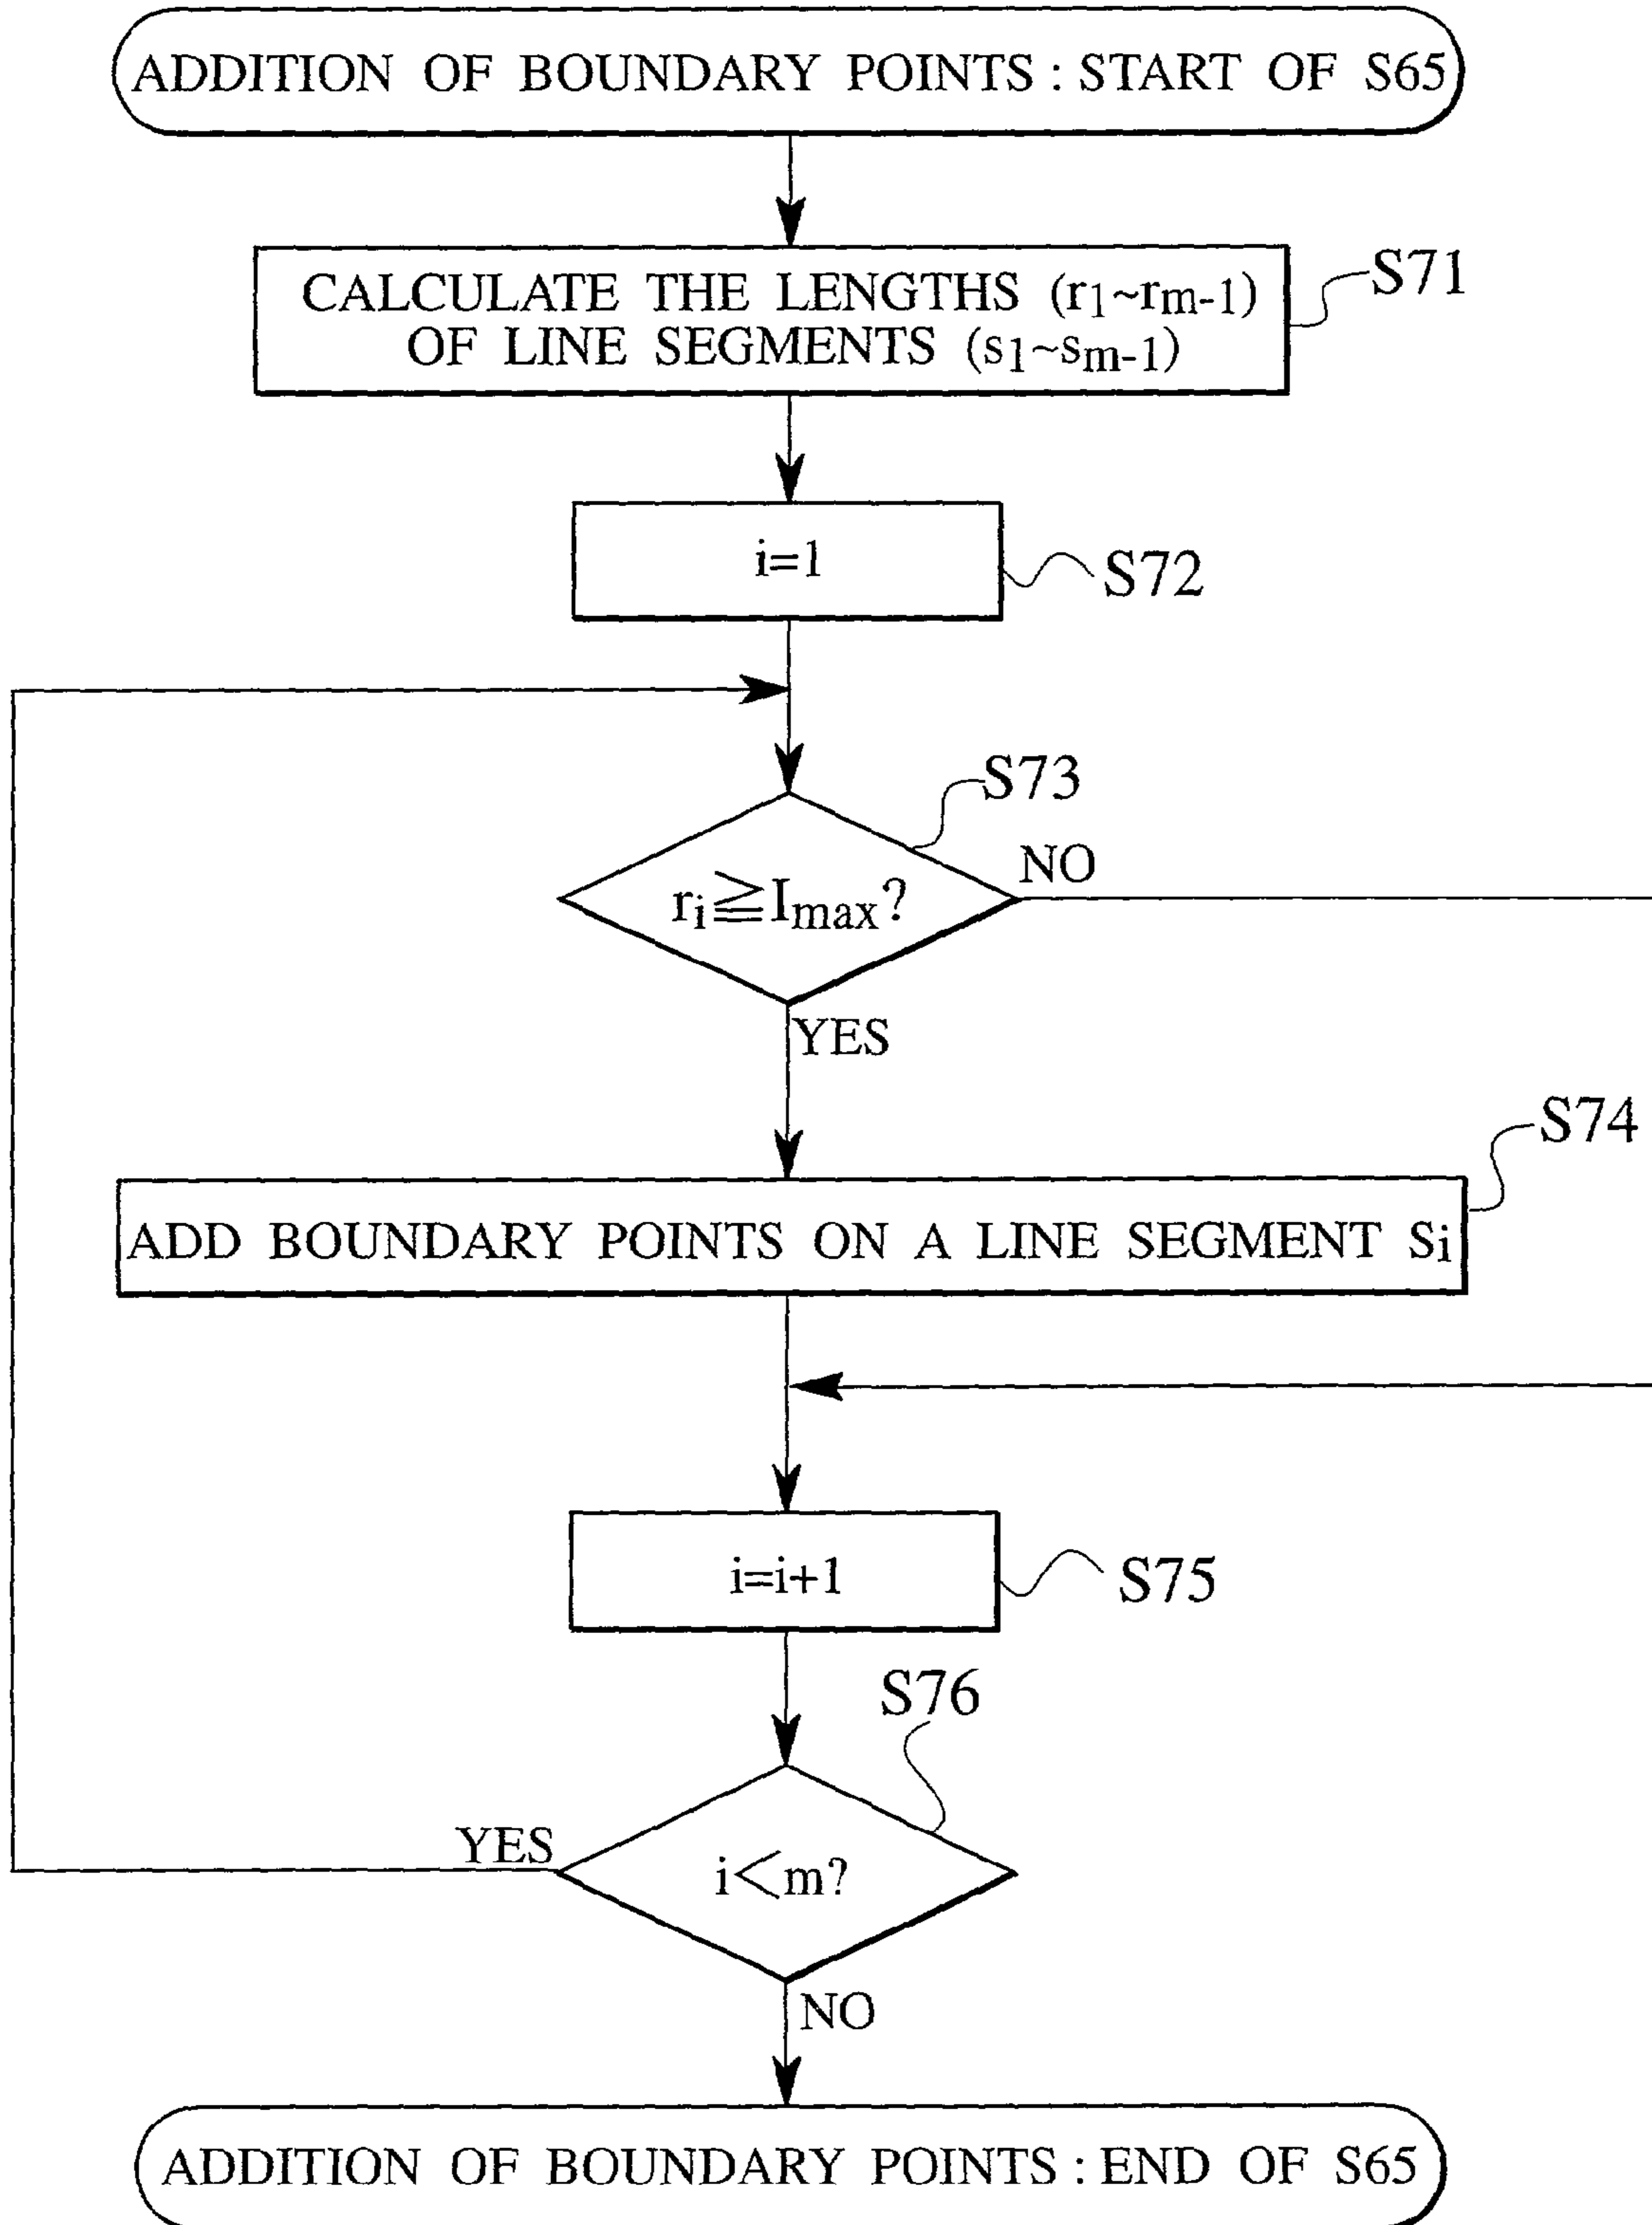 ADDITION OF BOUNDARY POINTS : START OF S65
CALCULATE THE LENGTHS (r1~rm-1)
OF LINE SEGMENTS (s1~sm-1)
S71
i=1
S72
S73
ri≧Imax?
NO
YES
S74
ADD BOUNDARY POINTS ON A LINE SEGMENT Si
i=i+1
S75
S76
YES
i<m?
NO
ADDITION OF BOUNDARY POINTS : END OF S65